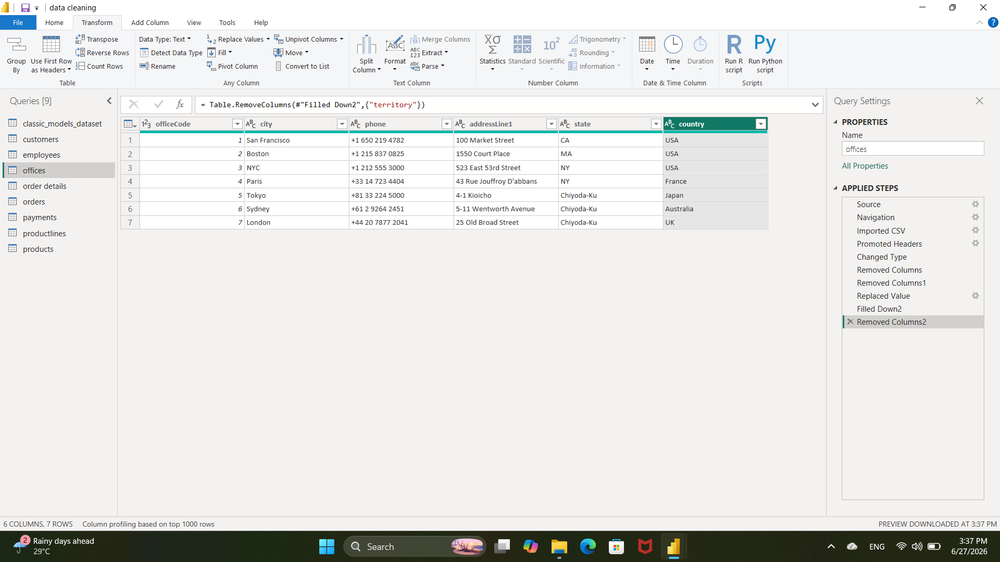 data cleaning
File Home Transform Add Column View Tools Help
Group By
Use First Row as Headers
Transpose
Reverse Rows
Count Rows
Table
Data Type: Text
Detect Data Type
Rename
Replace Values
Fill
Pivot Column
Unpivot Columns
Move
Convert to List
Any Column
Split Column
Format
Merge Columns
Extract
Parse
Text Column
Statistics
Standard
Scientific
Trigonometry
Rounding
Information
Number Column
Date
Time
Duration
Date & Time Column
Run R script
Run Python script
Scripts
Queries [9]
classic_models_dataset
customers
employees
offices
order details
orders
payments
productlines
products
= Table.RemoveColumns(#"Filled Down2",{"territory"})
officeCode city phone addressLine1 state country
1 1 San Francisco +1 650 219 4782 100 Market Street CA USA
2 2 Boston +1 215 837 0825 1550 Court Place MA USA
3 3 NYC +1 212 555 3000 523 East 53rd Street NY USA
4 4 Paris +33 14 723 4404 43 Rue Jouffroy D'abbans NY France
5 5 Tokyo +81 33 224 5000 4-1 Kioicho Chiyoda-Ku Japan
6 6 Sydney +61 2 9264 2451 5-11 Wentworth Avenue Chiyoda-Ku Australia
7 7 London +44 20 7877 2041 25 Old Broad Street Chiyoda-Ku UK
Query Settings
PROPERTIES
Name
offices
All Properties
APPLIED STEPS
Source
Navigation
Imported CSV
Promoted Headers
Changed Type
Removed Columns
Removed Columns1
Replaced Value
Filled Down2
Removed Columns2
6 COLUMNS, 7 ROWS Column profiling based on top 1000 rows
PREVIEW DOWNLOADED AT 3:37 PM
2
Rainy days ahead
29°C
Search
ENG
3:37 PM
6/27/2026